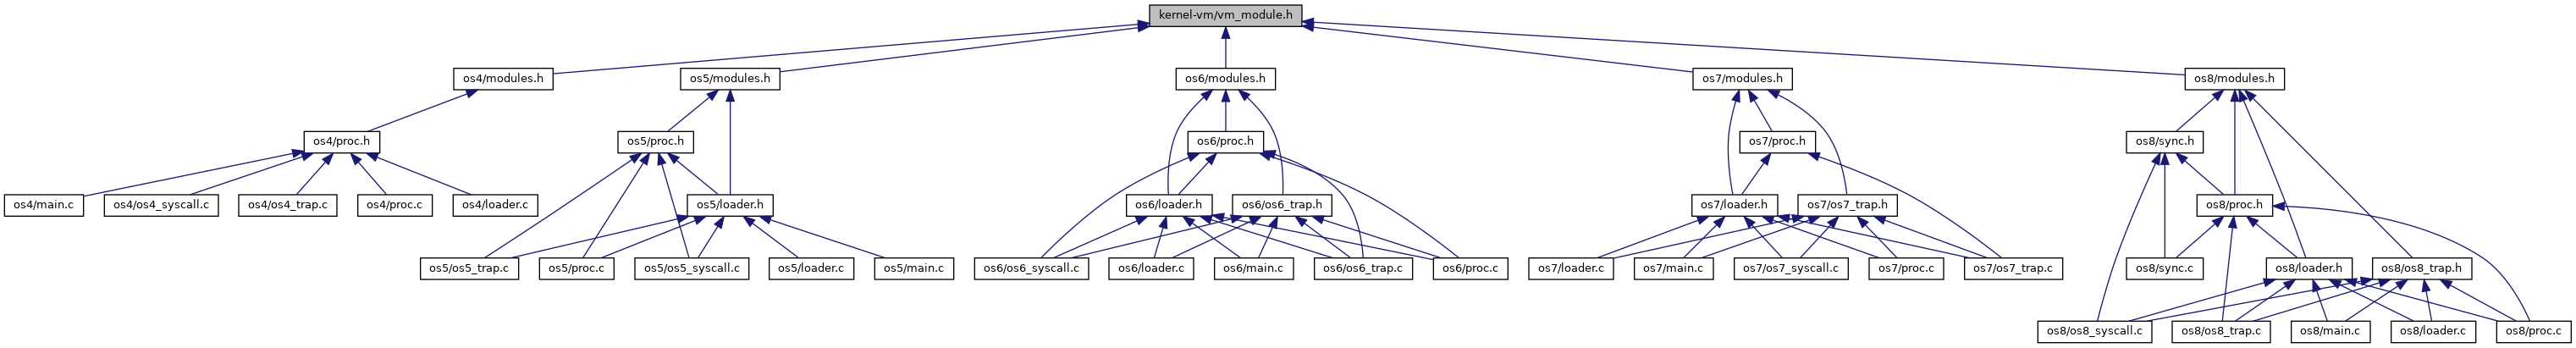 kernel-vm/vm_module.h
os4/modules.h
os5/modules.h
os6/modules.h
os7/modules.h
os8/modules.h
os4/proc.h
os5/proc.h
os6/proc.h
os7/proc.h
os8/sync.h
os4/main.c
os4/os4_syscall.c
os4/os4_trap.c
os4/proc.c
os4/loader.c
os5/loader.h
os6/loader.h
os6/os6_trap.h
os7/loader.h
os7/os7_trap.h
os8/proc.h
os5/os5_trap.c
os5/proc.c
os5/os5_syscall.c
os5/loader.c
os5/main.c
os6/os6_syscall.c
os6/loader.c
os6/main.c
os6/os6_trap.c
os6/proc.c
os7/loader.c
os7/main.c
os7/os7_syscall.c
os7/proc.c
os7/os7_trap.c
os8/sync.c
os8/loader.h
os8/os8_trap.h
os8/os8_syscall.c
os8/os8_trap.c
os8/main.c
os8/loader.c
os8/proc.c